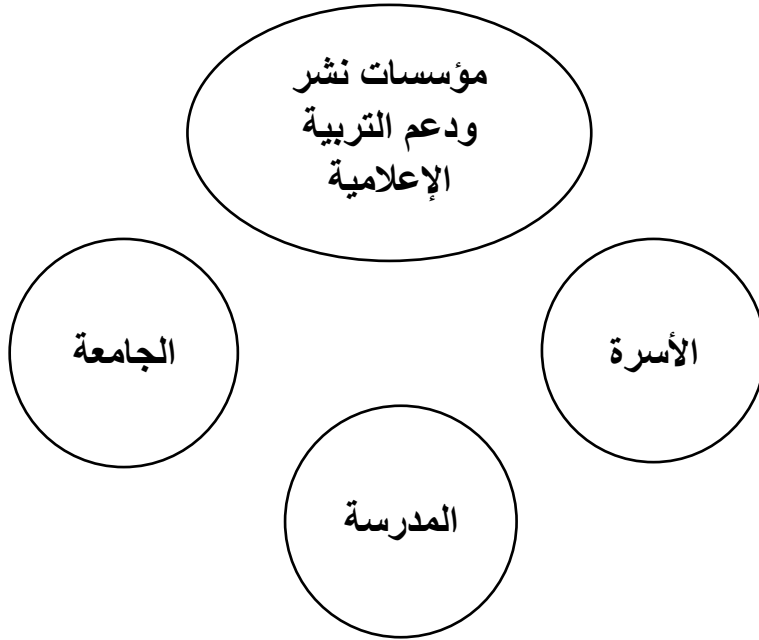 مؤسسات نشر
ودعم التربية
الإعلامية
الأسرة
الجامعة
المدرسة